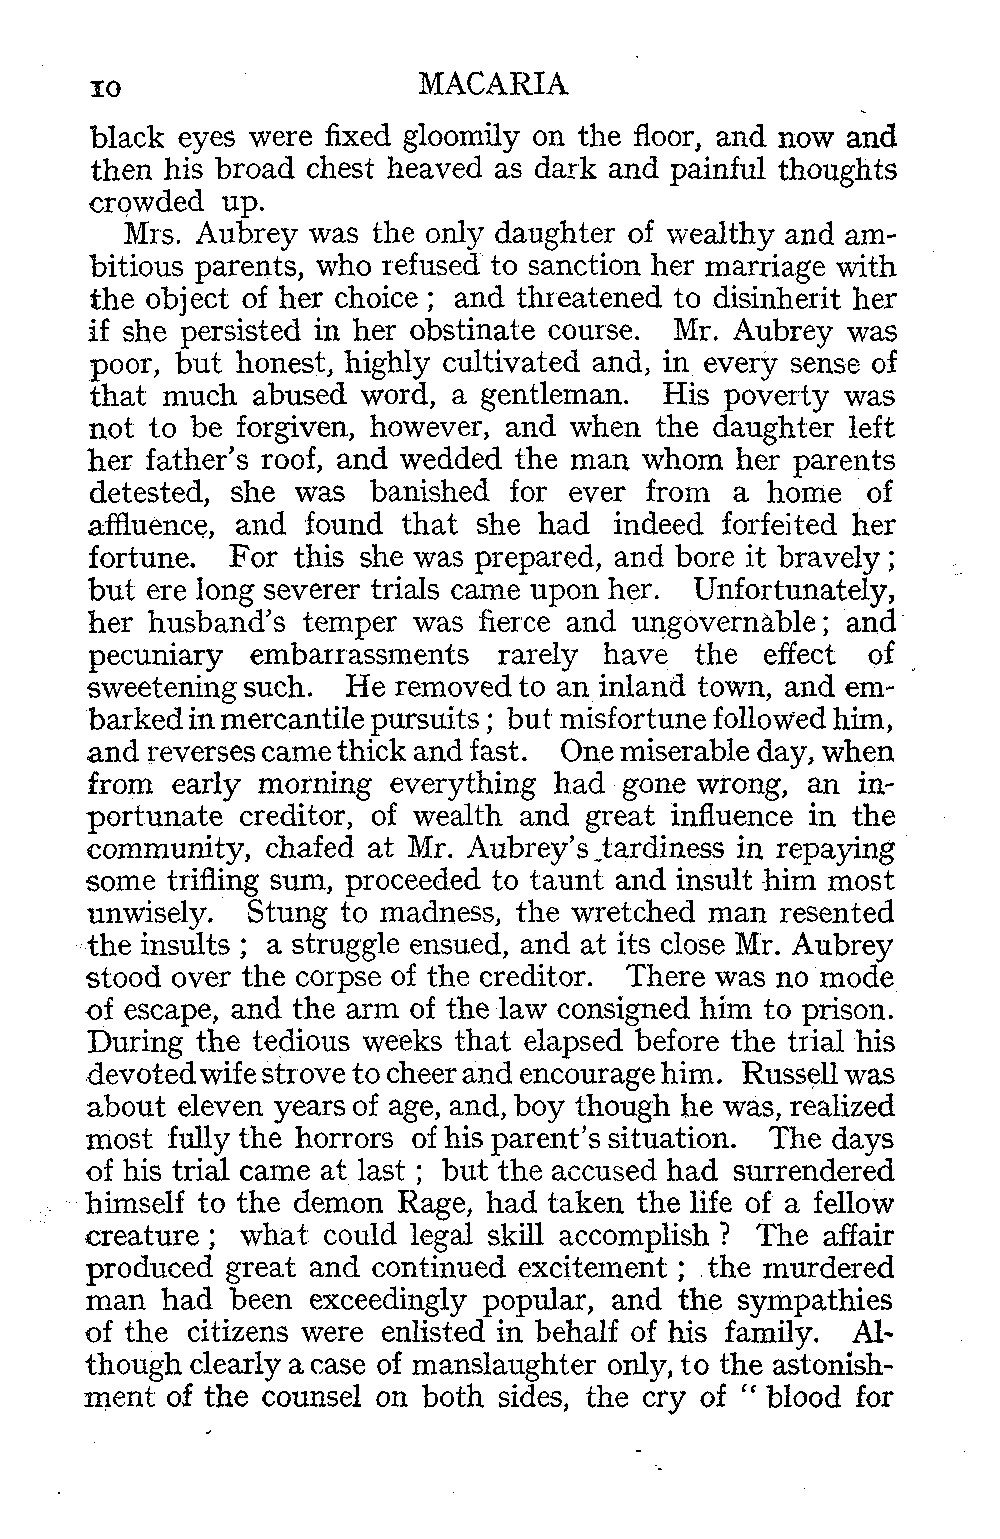 10 MACARIA
black eyes were fixed gloomily on the floor, and now and
then his broad chest heaved as dark and painful thoughts
crowded up.
Mrs. Aubrey was the only daughter of wealthy and am-
bitious parents, who refused to sanction her marriage with
the object of her choice ; and threatened to disinherit her
if she persisted in her obstinate course. Mr. Aubrey was
poor, but honest, highly cultivated and, in every sense of
that much abused word, a gentleman. His poverty was
not to be forgiven, however, and when the daughter left
her father's roof, and wedded the man whom her parents
detested, she was banished for ever from a home of
affluence, and found that she had indeed forfeited her
fortune. For this she was prepared, and bore it bravely ;
but ere long severer trials came upon her. Unfortunately,
her husband's temper was fierce and ungovernable ; and
pecuniary embarrassments rarely have the effect of
sweetening such. He removed to an inland town, and em-
barked in mercantile pursuits ; but misfortune followed him,
and reverses came thick and fast. One miserable day, when
from early morning everything had gone wrong, an in-
portunate creditor, of wealth and great influence in the
community, chafed at Mr. Aubrey's tardiness in repaying
some trifling sum, proceeded to taunt and insult him most
unwisely. Stung to madness, the wretched man resented
the insults ; a struggle ensued, and at its close Mr. Aubrey
stood over the corpse of the creditor. There was no mode
of escape, and the arm of the law consigned him to prison.
During the tedious weeks that elapsed before the trial his
devoted wife strove to cheer and encourage him. Russell was
about eleven years of age, and, boy though he was, realized
most fully the horrors of his parent's situation. The days
of his trial came at last ; but the accused had surrendered
himself to the demon Rage, had taken the life of a fellow
creature ; what could legal skill accomplish ? The affair
produced great and continued excitement ; the murdered
man had been exceedingly popular, and the sympathies
of the citizens were enlisted in behalf of his family. Al-
though clearly a case of manslaughter only, to the astonish-
ment of the counsel on both sides, the cry of " blood for